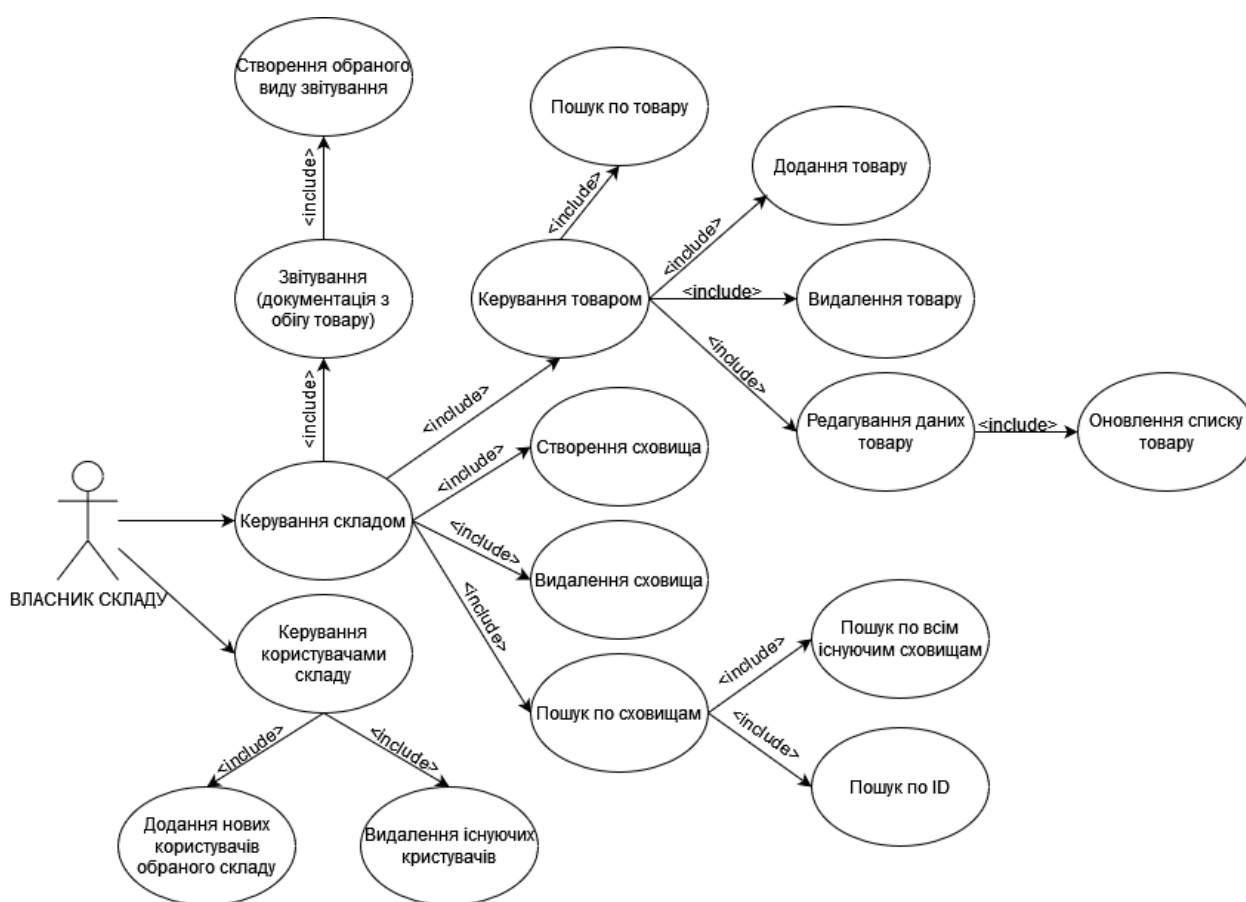 Створення обраного
виду звітування
<include>
Звітування
(документація з
обігу товару)
<include>
Пошук по товару
<include>
Керування товаром
<include>
Додання товару
<include>
Видалення товару
<include>
Редагування даних
товару
<include>
Оновлення списку
товару
<include>
ВЛАСНИК СКЛАДУ
Керування складом
<include>
Створення сховища
<include>
Видалення сховища
<include>
Пошук по сховищам
<include>
Пошук по всім
існуючим сховищам
<include>
Пошук по ID
Керування
користувачами
складу
<include>
<include>
Додання нових
користувачів
обраного складу
Видалення існуючих
кристувачів